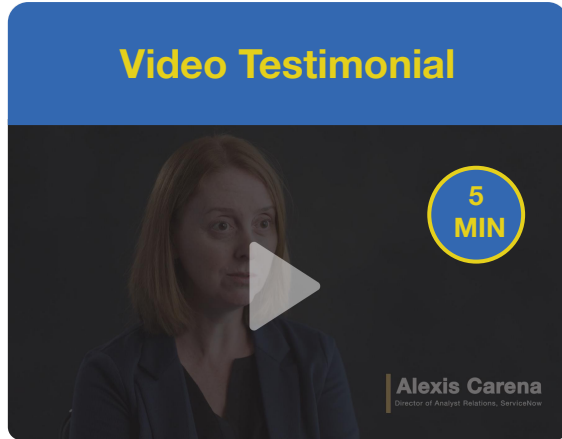 Video Testimonial
5
MIN
Alexis Carena
Director of Analyst Relations, ServiceNow